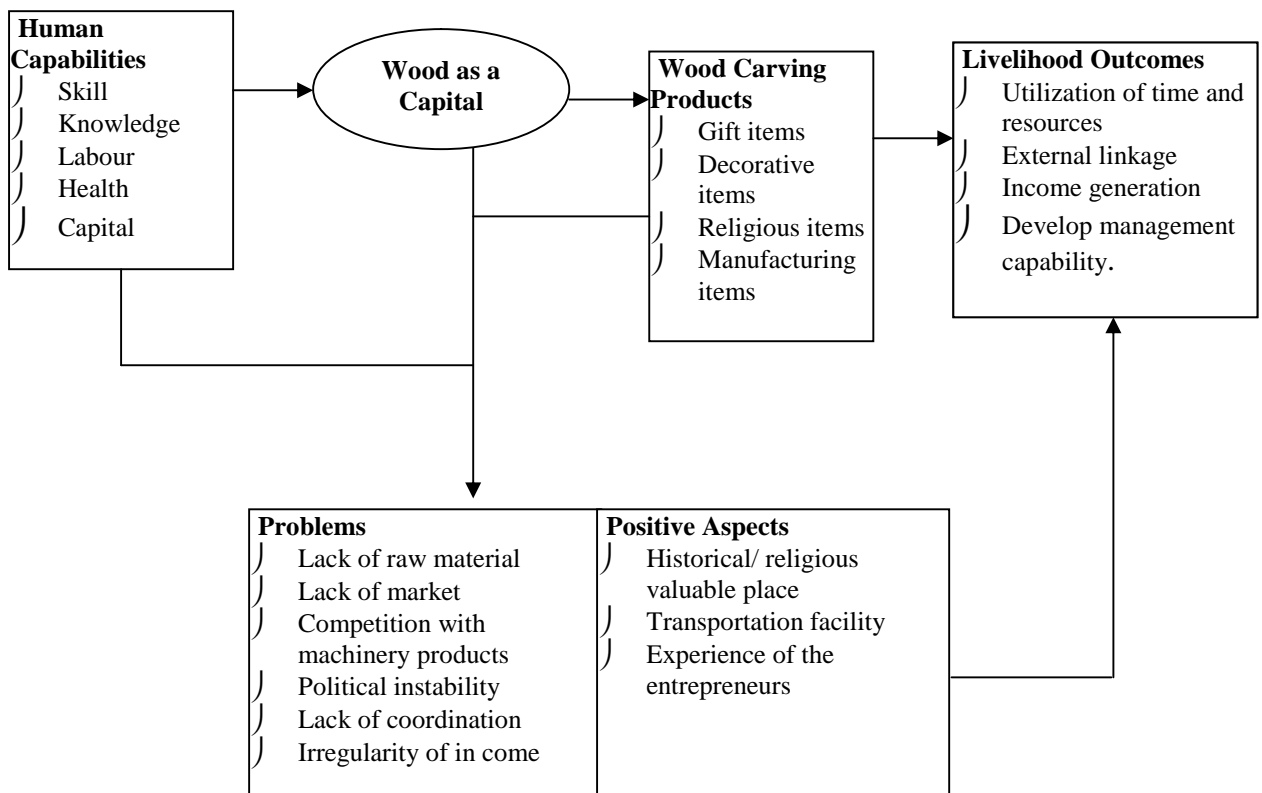 Human
Capabilities
Skill
Knowledge
Labour
Health
Capital
Wood as a
Capital
Wood Carving
Products
Gift items
Decorative
items
Religious items
Manufacturing
items
Livelihood Outcomes
Utilization of time and
resources
External linkage
Income generation
Develop management
capability.
Problems
Lack of raw material
Lack of market
Competition with
machinery products
Political instability
Lack of coordination
Irregularity of in come
Positive Aspects
Historical/ religious
valuable place
Transportation facility
Experience of the
entrepreneurs